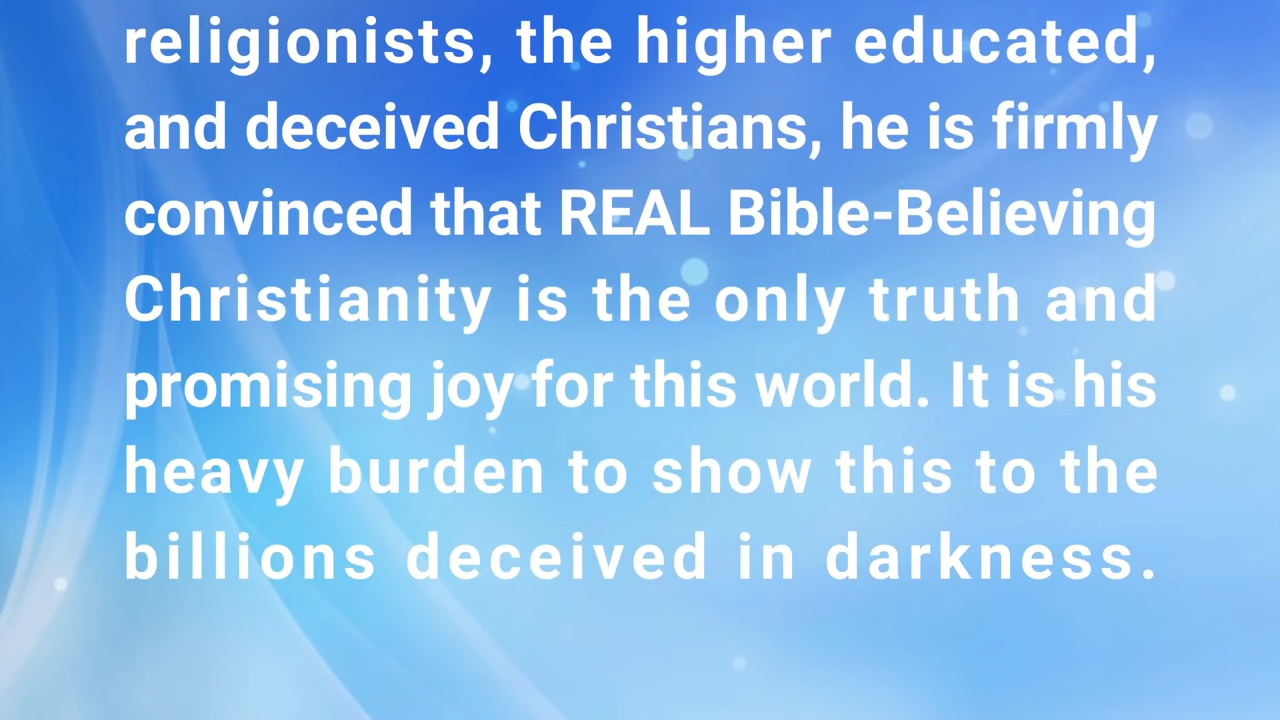 religionists, the higher educated,
and deceived Christians, he is firmly
convinced that REAL Bible-Believing
Christianity is the only truth and
promising joy for this world. It is his
heavy burden to show this to the
billions deceived in darkness.